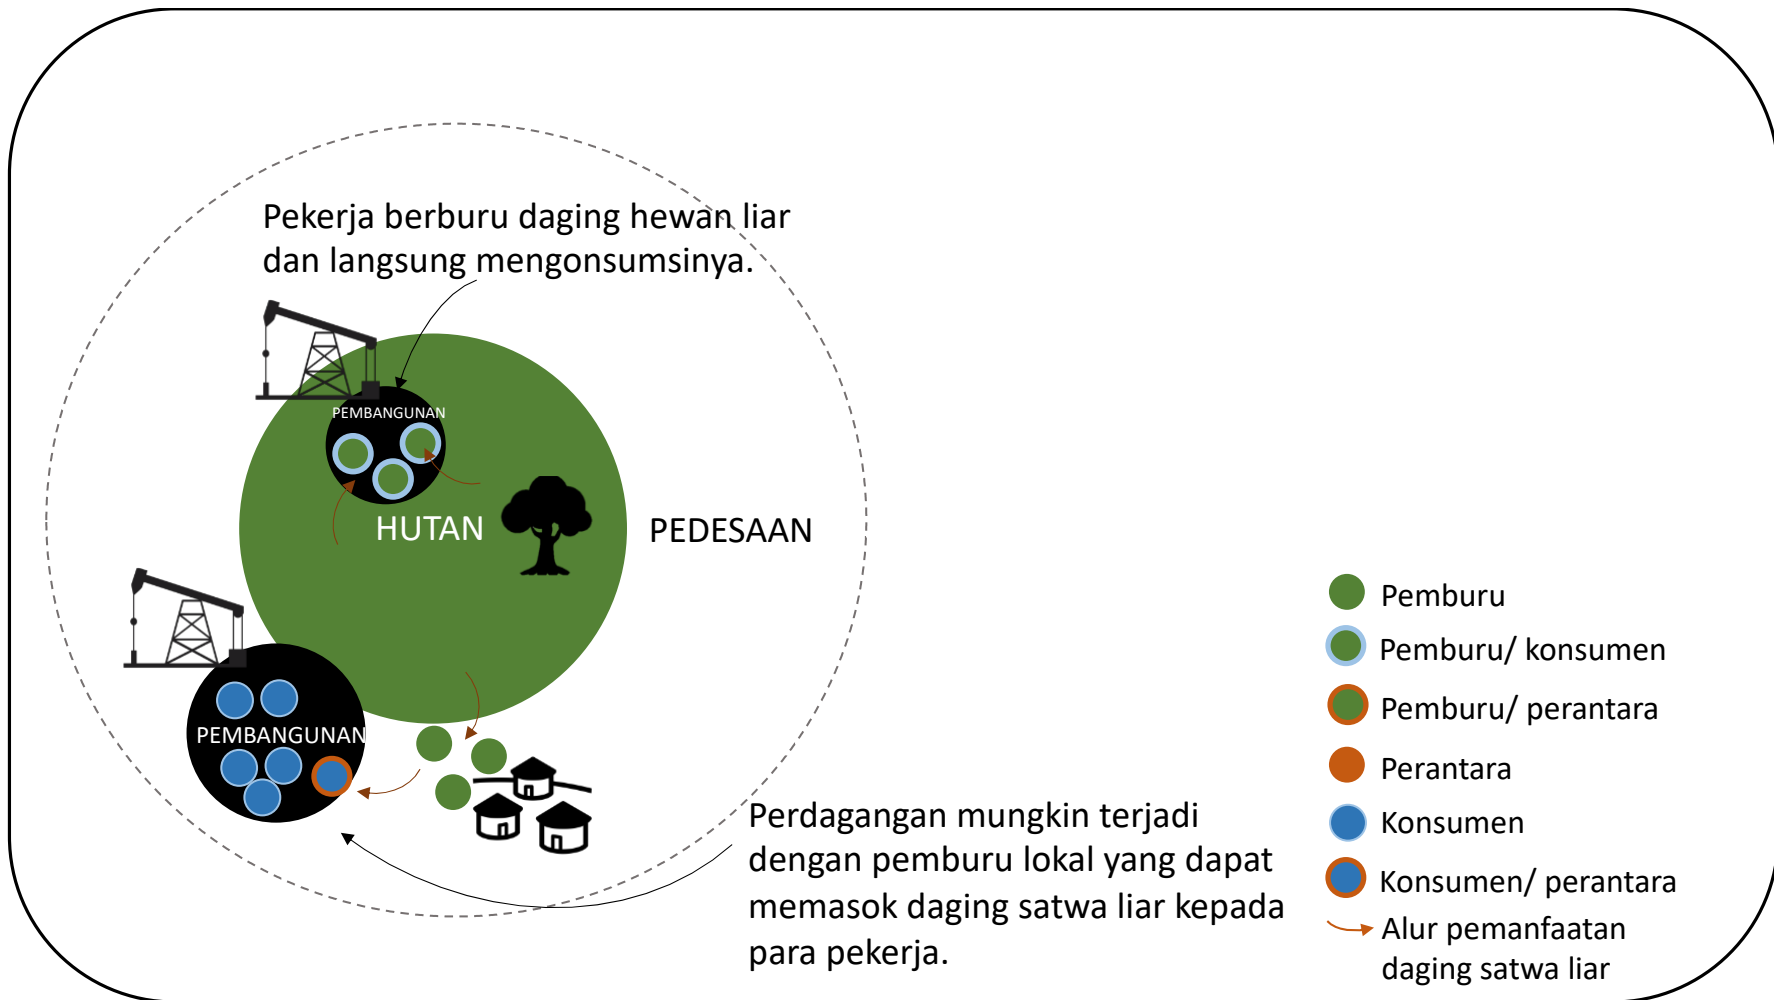 Pekerja berburu daging hewan liar
dan langsung mengonsumsinya.
PEMBANGUNAN
HUTAN
PEDESAAN
PEMBANGUNAN
Perdagangan mungkin terjadi
dengan pemburu lokal yang dapat
memasok daging satwa liar kepada
para pekerja.
Pemburu
Pemburu/ konsumen
Pemburu/ perantara
Perantara
Konsumen
Konsumen/ perantara
Alur pemanfaatan
daging satwa liar